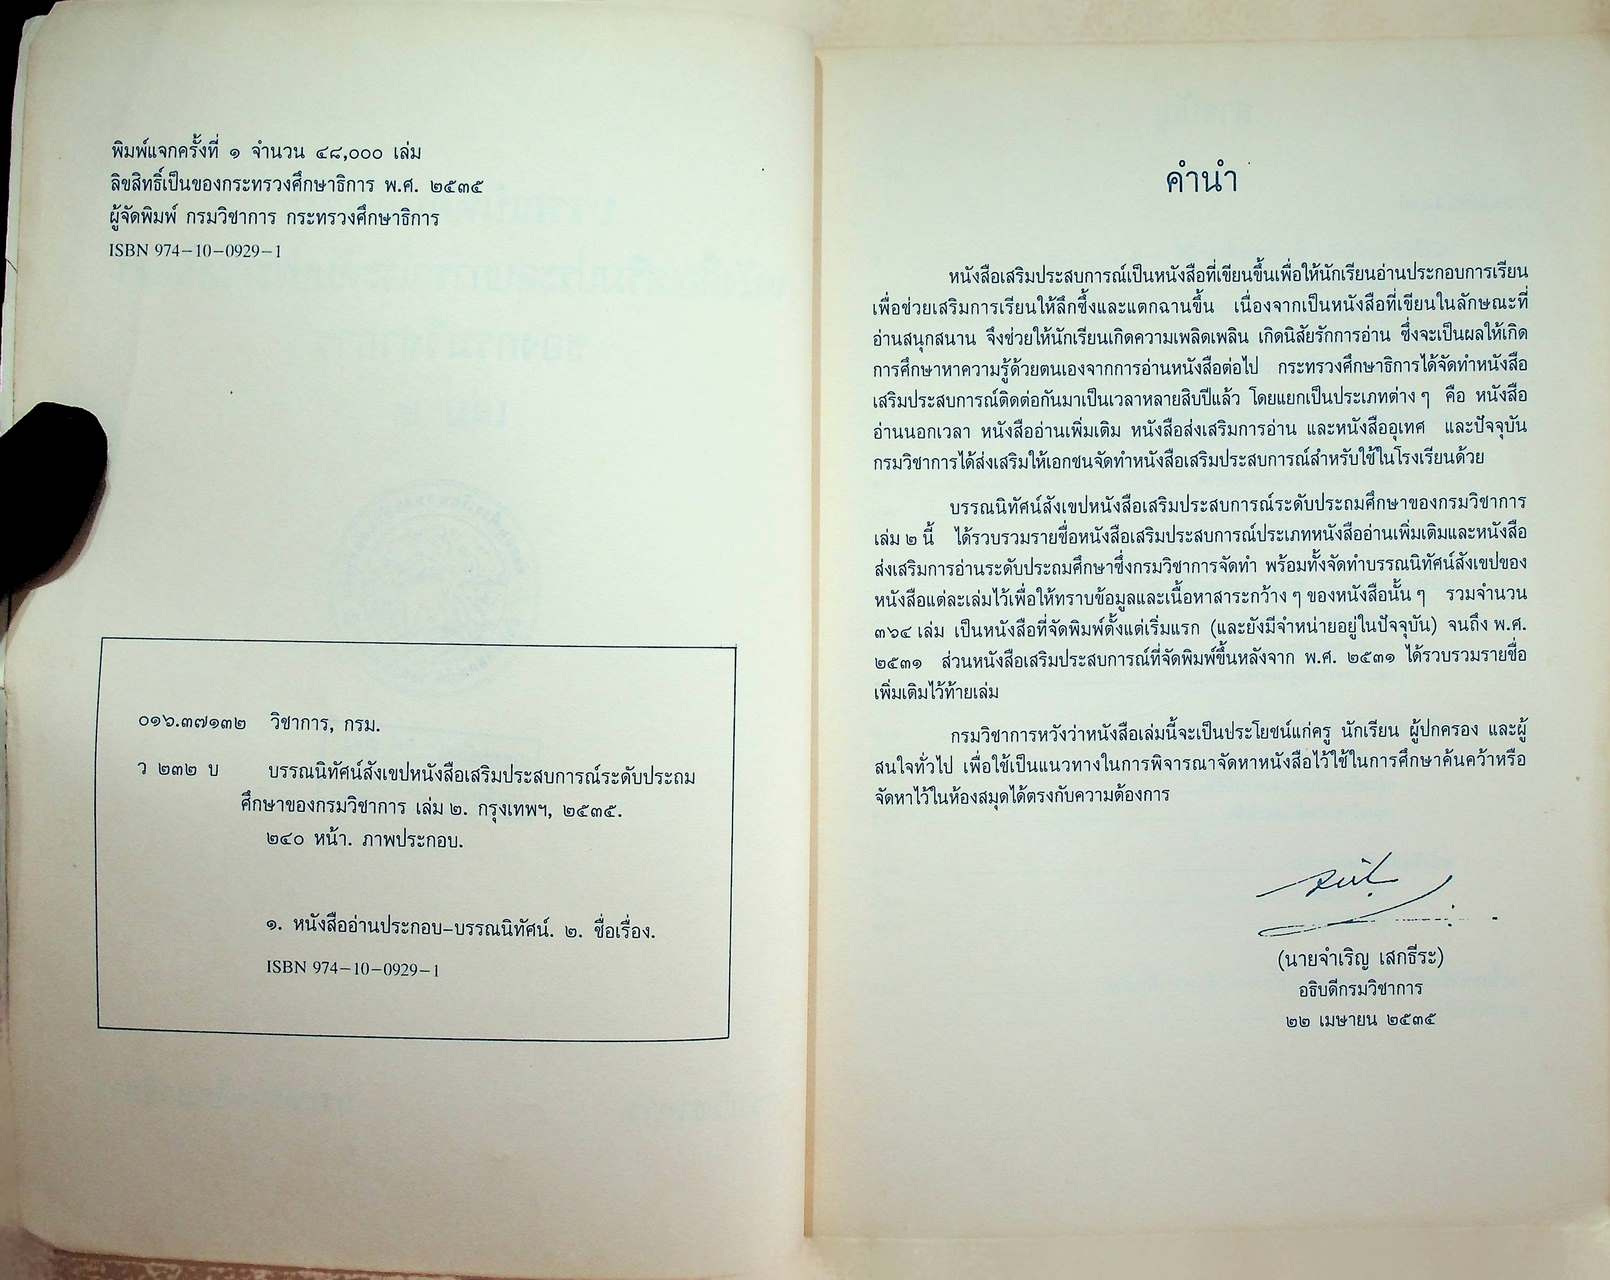 พิมพ์แจกครั้งที่ ๑ จำนวน ๔๘,๐๐๐ เล่ม
ลิขสิทธิ์เป็นของกระทรวงศึกษาธิการ พ.ศ. ๒๕๓๕
ผู้จัดพิมพ์ กรมวิชาการ กระทรวงศึกษาธิการ
ISBN 974-10-0929-1
๐๑๖.๓๗๑๓๒ วิชาการ, กรม.
ว ๒๓๒ บ บรรณนิทัศน์สังเขปหนังสือเสริมประสบการณ์ระดับประถม
ศึกษาของกรมวิชาการ เล่ม ๒. กรุงเทพฯ, ๒๕๓๕.
๒๔๐ หน้า. ภาพประกอบ.
๑. หนังสืออ่านประกอบ-บรรณนิทัศน์. ๒. ชื่อเรื่อง.
ISBN 974-10-0929-1
คำนำ
หนังสือเสริมประสบการณ์เป็นหนังสือที่เขียนขึ้นเพื่อให้นักเรียนอ่านประกอบการเรียน
เพื่อช่วยเสริมการเรียนให้ลึกซึ้งและแตกฉานขึ้น เนื่องจากเป็นหนังสือที่เขียนในลักษณะที่
อ่านสนุกสนาน จึงช่วยให้นักเรียนเกิดความเพลิดเพลิน เกิดนิสัยรักการอ่าน ซึ่งจะเป็นผลให้เกิด
การศึกษาหาความรู้ด้วยตนเองจากการอ่านหนังสือต่อไป กระทรวงศึกษาธิการได้จัดทำหนังสือ
เสริมประสบการณ์ติดต่อกันมาเป็นเวลาหลายสิบปีแล้ว โดยแยกเป็นประเภทต่าง ๆ คือ หนังสือ
อ่านนอกเวลา หนังสืออ่านเพิ่มเติม หนังสือส่งเสริมการอ่าน และหนังสืออุเทศ และปัจจุบัน
กรมวิชาการได้ส่งเสริมให้เอกชนจัดทำหนังสือเสริมประสบการณ์สำหรับใช้ในโรงเรียนด้วย
บรรณนิทัศน์สังเขปหนังสือเสริมประสบการณ์ระดับประถมศึกษาของกรมวิชาการ
เล่ม ๒ นี้ ได้รวบรวมรายชื่อหนังสือเสริมประสบการณ์ประเภทหนังสืออ่านเพิ่มเติมและหนังสือ
ส่งเสริมการอ่านระดับประถมศึกษาซึ่งกรมวิชาการจัดทำ พร้อมทั้งจัดทำบรรณนิทัศน์สังเขปของ
หนังสือแต่ละเล่มไว้เพื่อให้ทราบข้อมูลและเนื้อหาสาระกว้าง ๆ ของหนังสือนั้น ๆ รวมจำนวน
๓๖๔ เล่ม เป็นหนังสือที่จัดพิมพ์ตั้งแต่เริ่มแรก (และยังมีจำหน่ายอยู่ในปัจจุบัน) จนถึง พ.ศ.
๒๕๓๑ ส่วนหนังสือเสริมประสบการณ์ที่จัดพิมพ์ขึ้นหลังจาก พ.ศ. ๒๕๓๑ ได้รวบรวมรายชื่อ
เพิ่มเติมไว้ท้ายเล่ม
กรมวิชาการหวังว่าหนังสือเล่มนี้จะเป็นประโยชน์แก่ครู นักเรียน ผู้ปกครอง และผู้
สนใจทั่วไป เพื่อใช้เป็นแนวทางในการพิจารณาจัดหาหนังสือไว้ใช้ในการศึกษาค้นคว้าหรือ
จัดหาไว้ในห้องสมุดได้ตรงกับความต้องการ
(นายจำเริญ เสกธีระ)
อธิบดีกรมวิชาการ
๒๒ เมษายน ๒๕๓๕